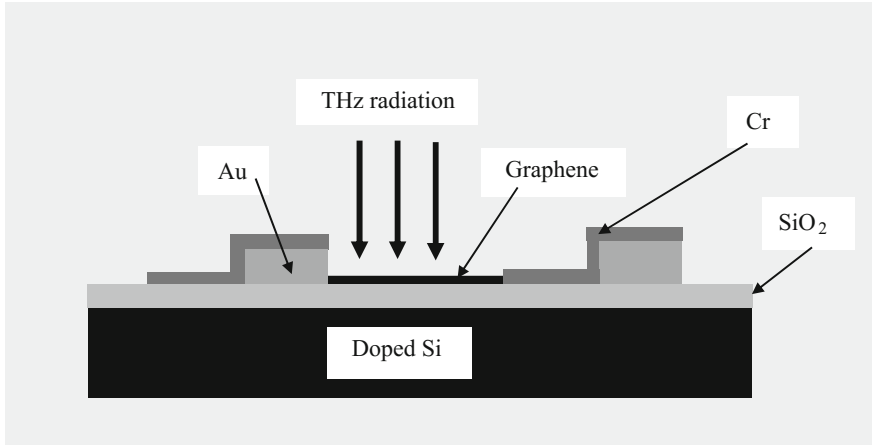 THz radiation
Cr
Au
Graphene
SiO₂
Doped Si